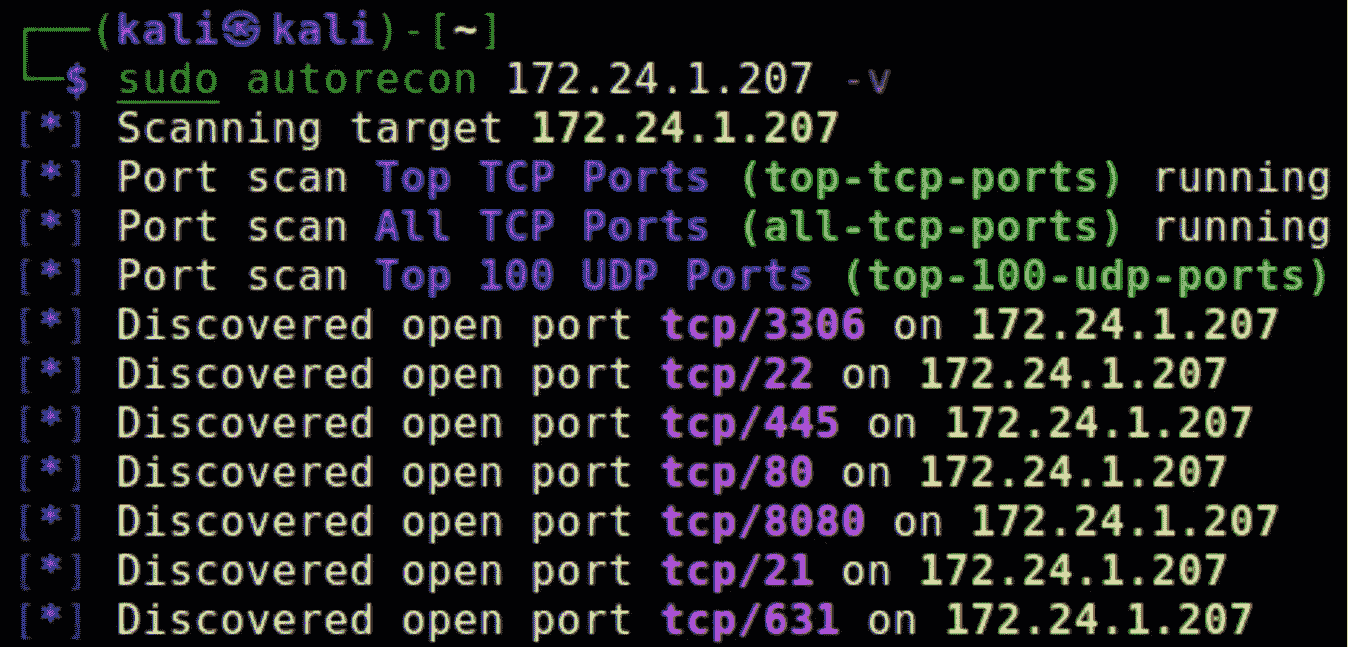 ┌──(kali㉿kali)-[~]
└─$ sudo autorecon 172.24.1.207 -v
[*] Scanning target 172.24.1.207
[*] Port scan Top TCP Ports (top-tcp-ports) running
[*] Port scan All TCP Ports (all-tcp-ports) running
[*] Port scan Top 100 UDP Ports (top-100-udp-ports)
[*] Discovered open port tcp/3306 on 172.24.1.207
[*] Discovered open port tcp/22 on 172.24.1.207
[*] Discovered open port tcp/445 on 172.24.1.207
[*] Discovered open port tcp/80 on 172.24.1.207
[*] Discovered open port tcp/8080 on 172.24.1.207
[*] Discovered open port tcp/21 on 172.24.1.207
[*] Discovered open port tcp/631 on 172.24.1.207